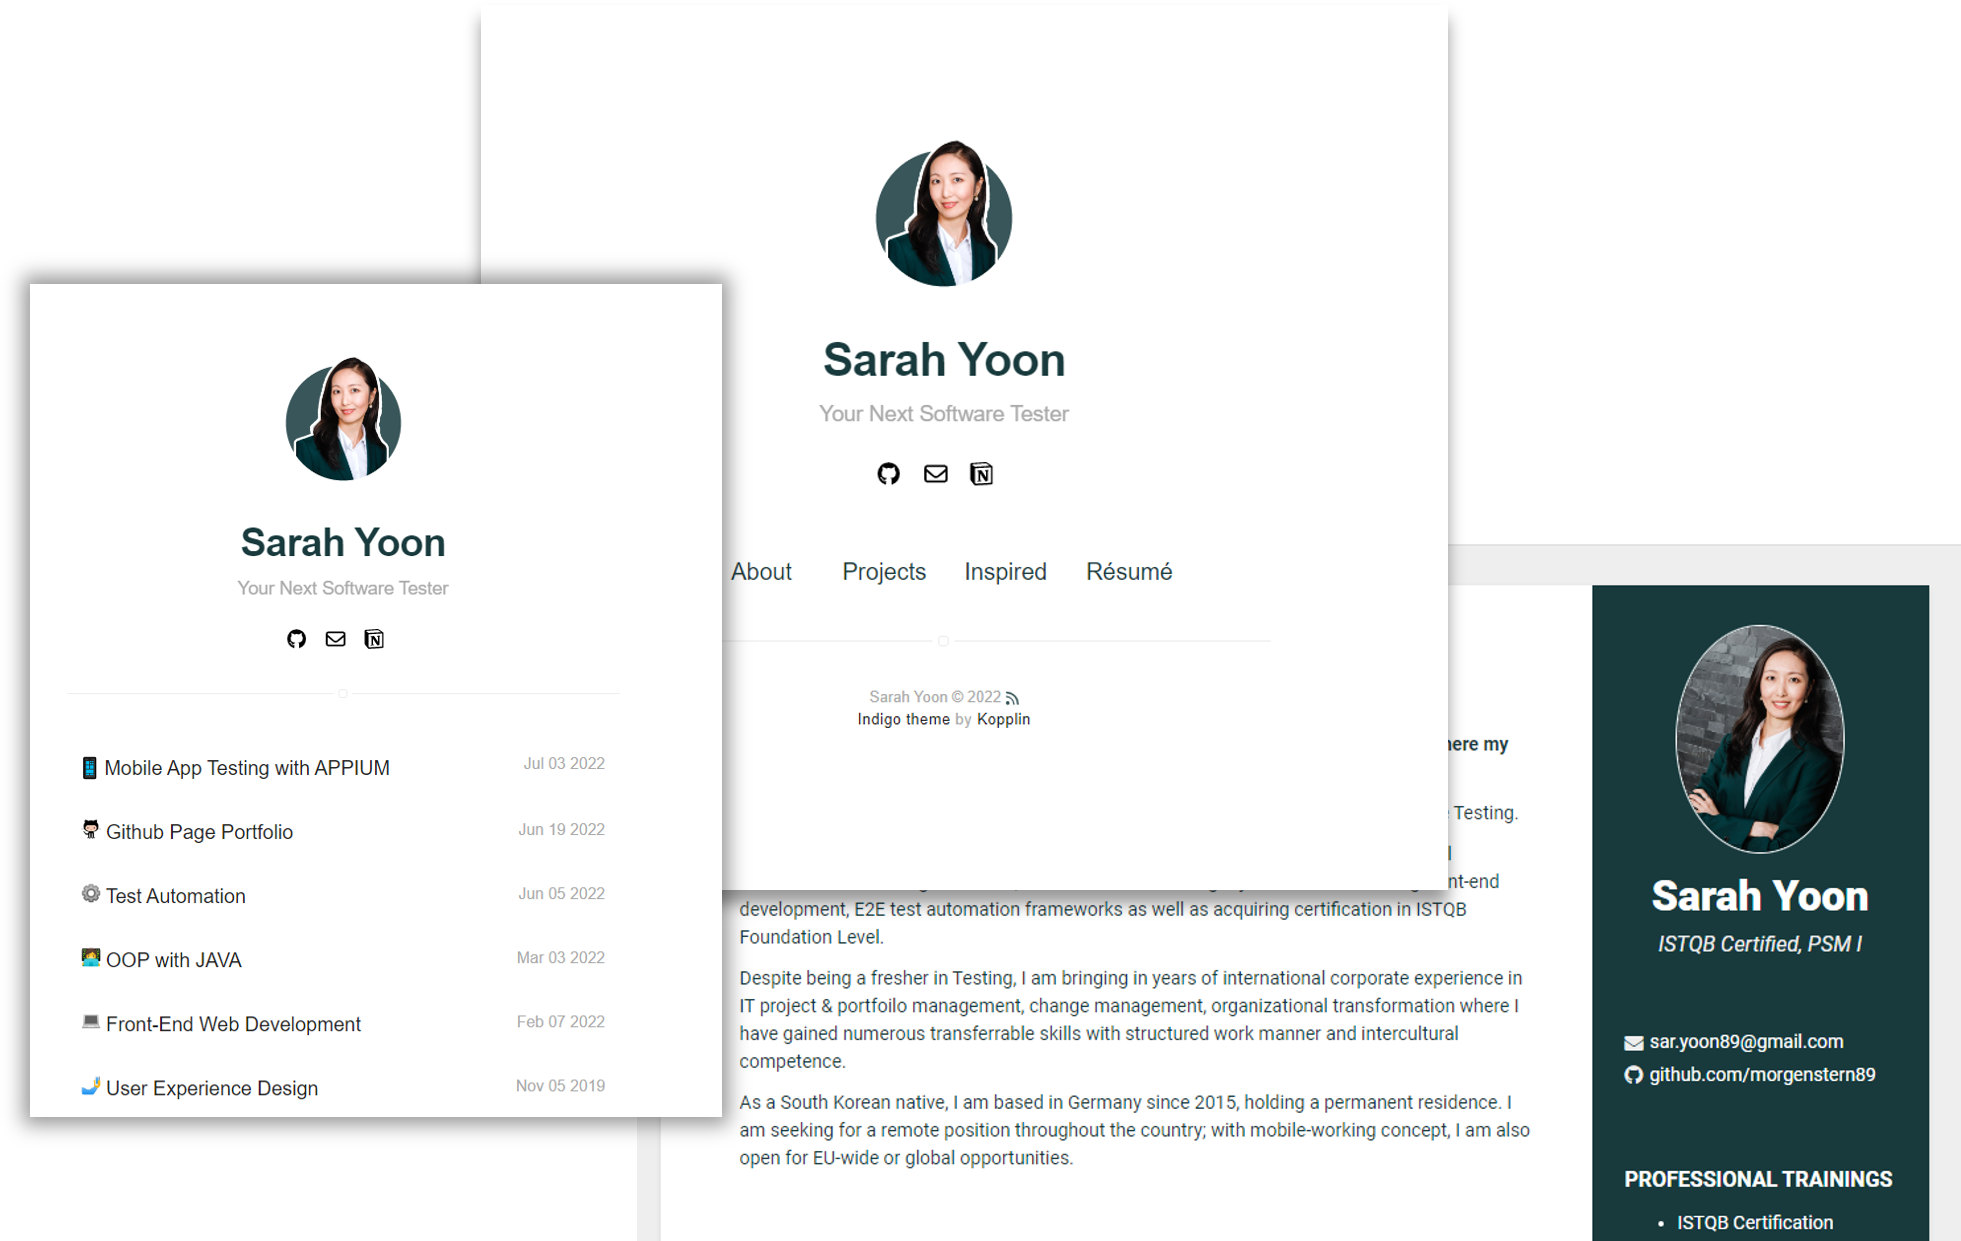 Sarah Yoon
Your Next Software Tester
N
Mobile App Testing with APPIUM Jul 03 2022
Github Page Portfolio Jun 19 2022
Test Automation Jun 05 2022
OOP with JAVA Mar 03 2022
Front-End Web Development Feb 07 2022
User Experience Design Nov 05 2019
Sarah Yoon
Your Next Software Tester
N
About Projects Inspired Résumé
Sarah Yoon © 2022
Indigo theme by Kopplin
my
Testing.
development, E2E test automation frameworks as well as acquiring certification in ISTQB
Foundation Level.
Despite being a fresher in Testing, I am bringing in years of international corporate experience in
IT project & portfoilo management, change management, organizational transformation where I
have gained numerous transferrable skills with structured work manner and intercultural
competence.
As a South Korean native, I am based in Germany since 2015, holding a permanent residence. I
am seeking for a remote position throughout the country; with mobile-working concept, I am also
open for EU-wide or global opportunities.
Sarah Yoon
ISTQB Certified, PSM I
sar.yoon89@gmail.com
github.com/morgenstern89
PROFESSIONAL TRAININGS
• ISTQB Certification